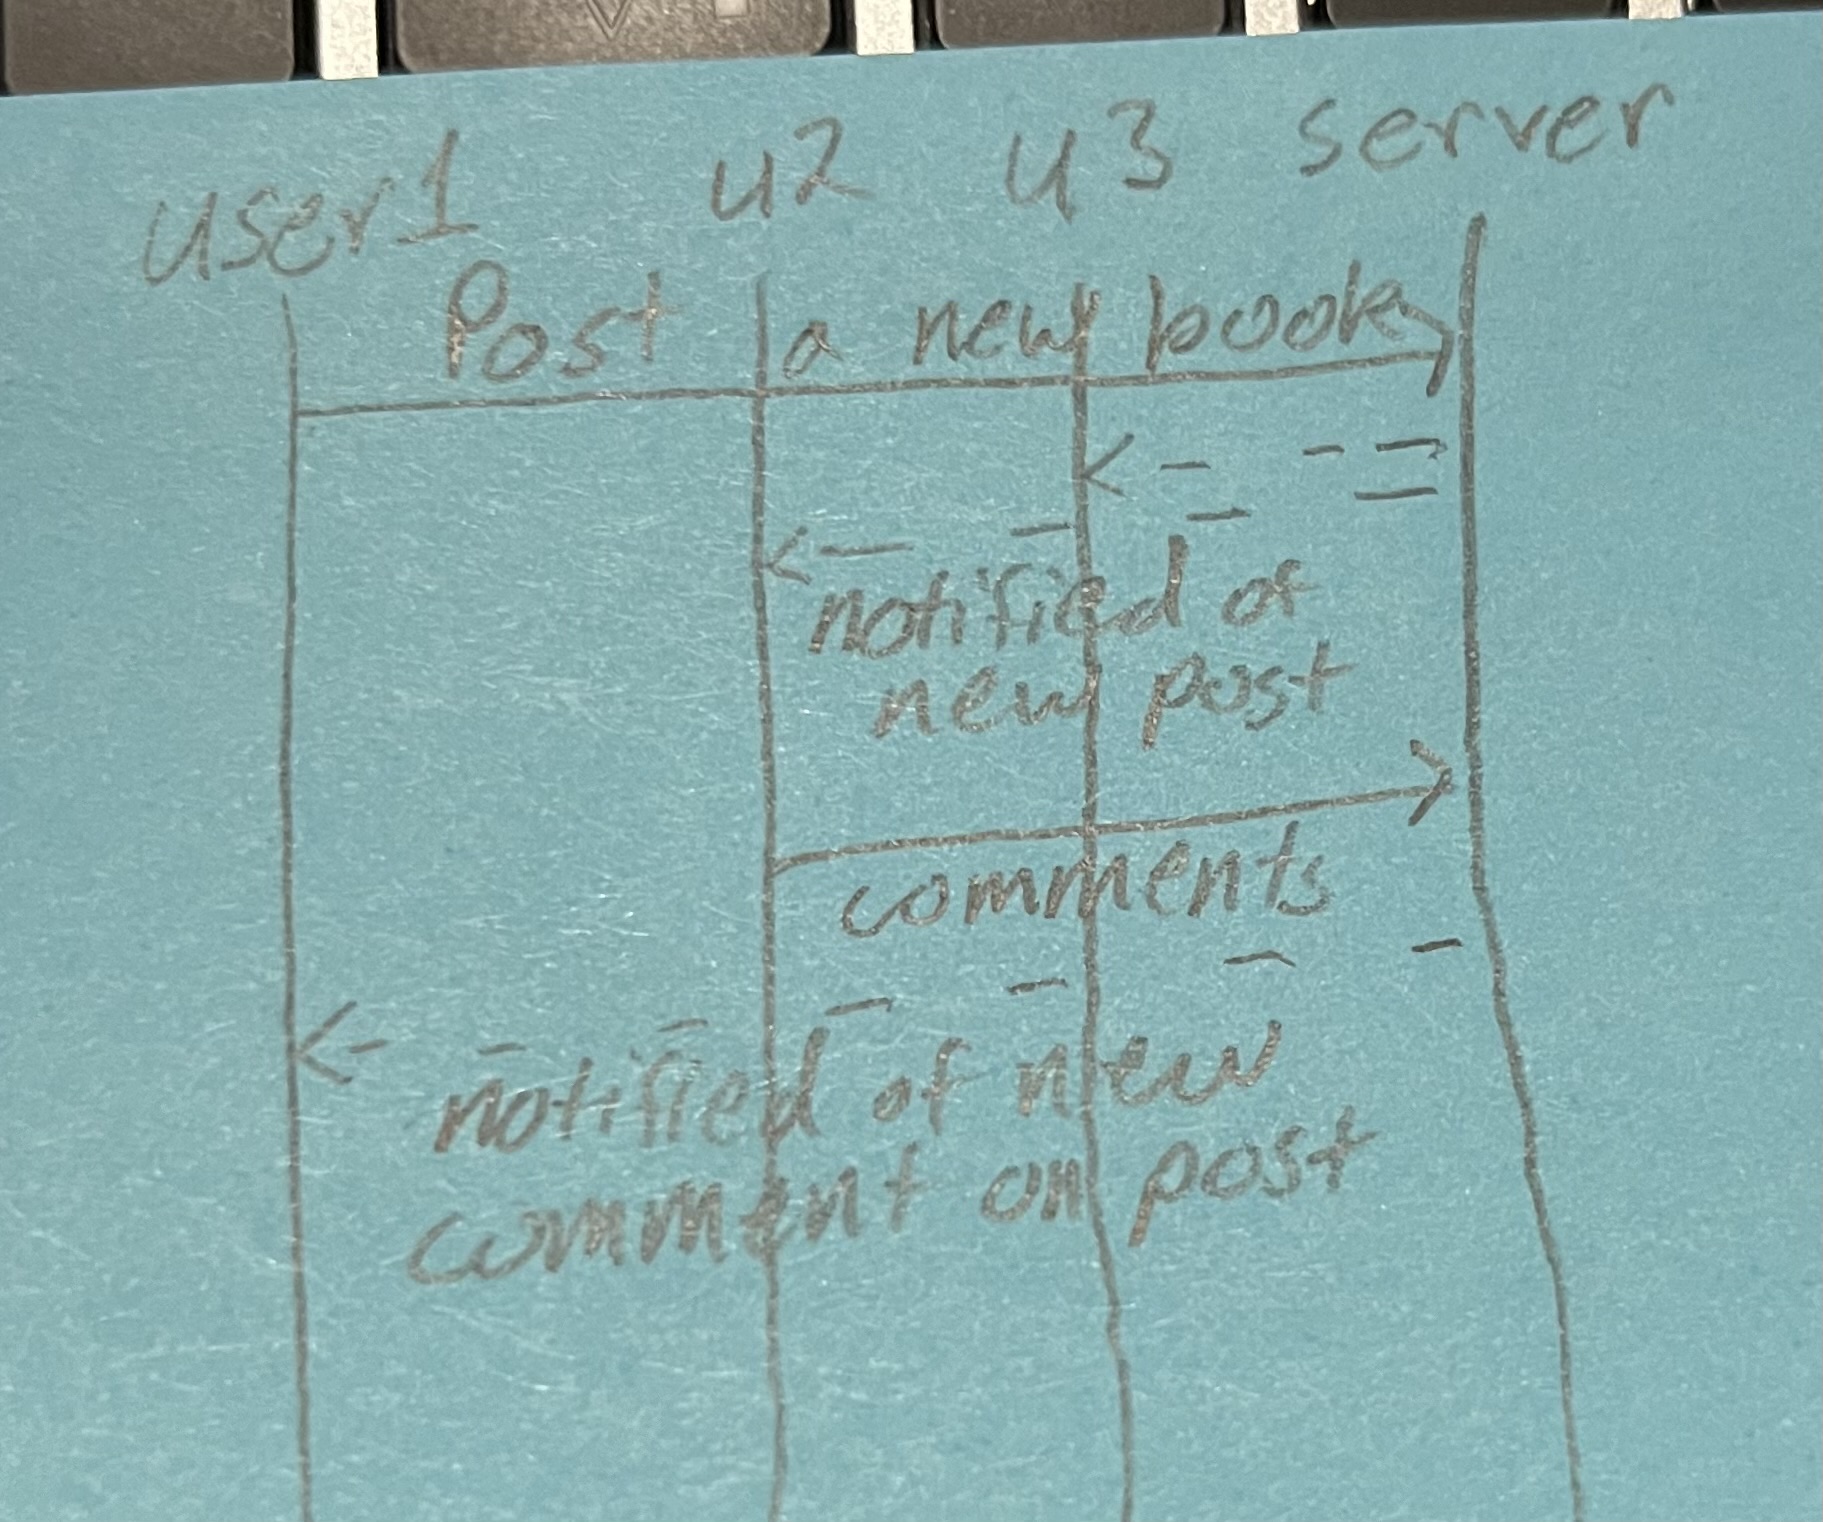 user1 u2 u3 server
Post a new book
notified of
new post
comments
notified of new
comment on post